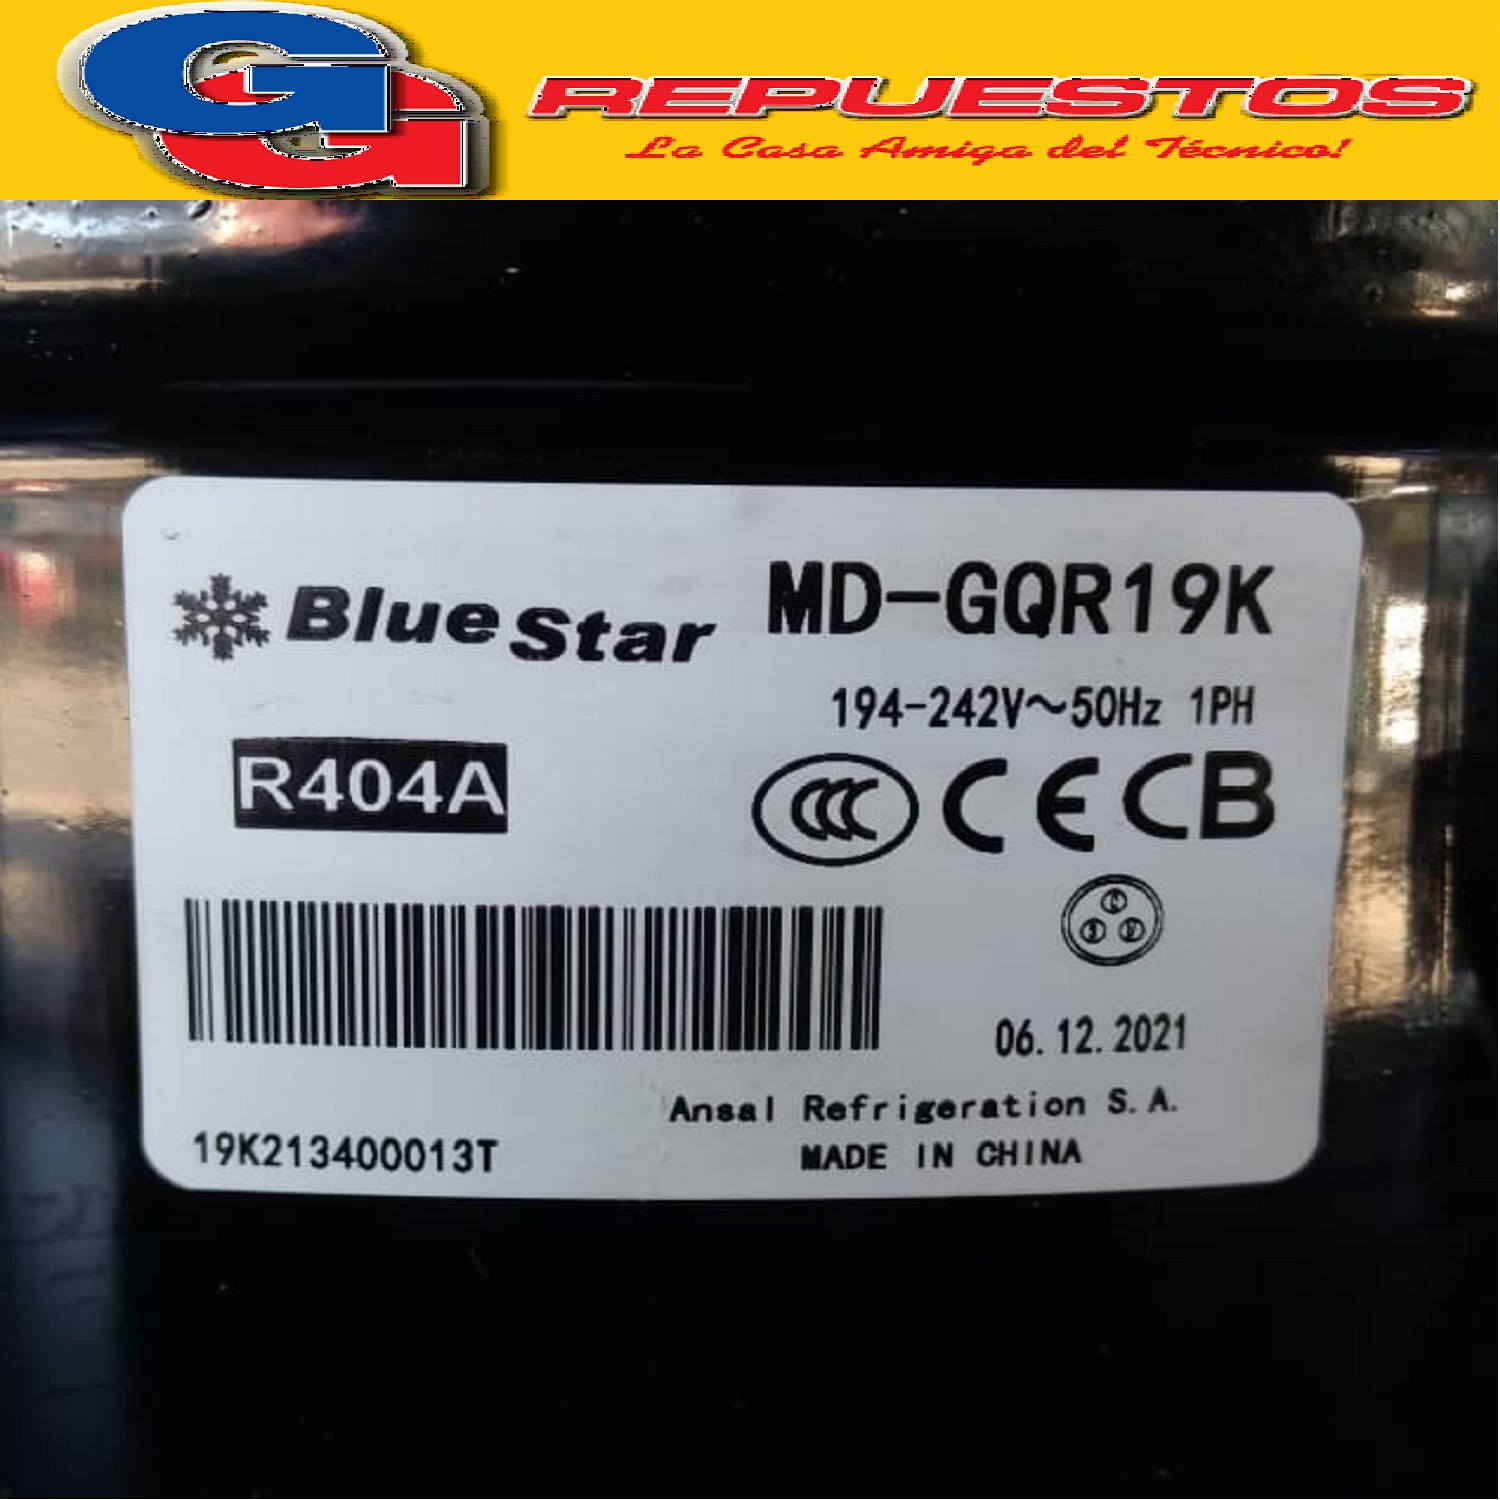 GG REPUESTOS
La Casa Amiga del Técnico!
Blue Star
MD-GQR19K
194-242V~50Hz 1PH
R404A
CCC CE CB
06.12.2021
Ansal Refrigeration S.A.
19K213400013T
MADE IN CHINA